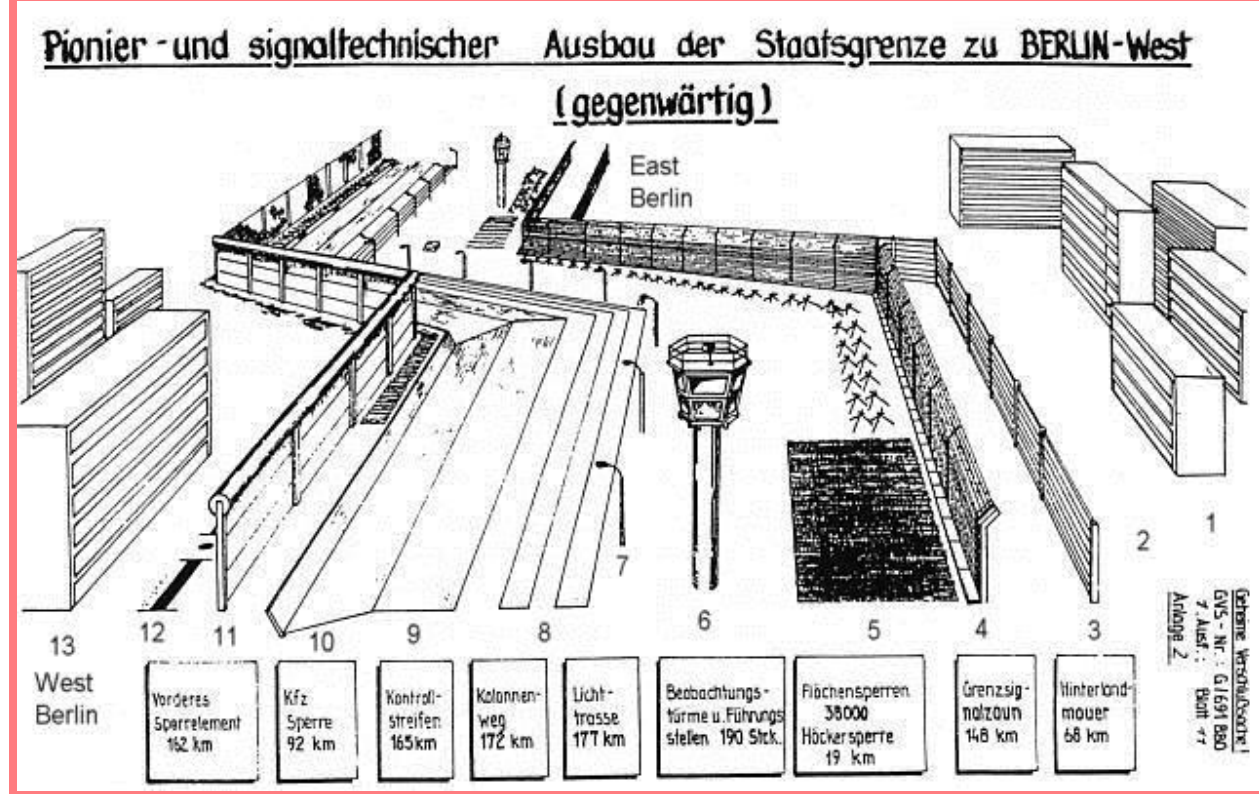 Pionier-und signaltechnischer Ausbau der Staatsgrenze zu BERLIN-West
(gegenwärtig)
East
Berlin
1
2
3
4
5
6
7
8
9
10
11
12
13
West
Berlin
Vorderes
Sperrelement
162 km
Kfz
Sperre
92 km
Kontroll-
streifen
165km
Kolonnen-
weg
172 km
Licht-
trasse
177 km
Beobachtungs-
türme u. Führungs
stellen 190 Stck.
Flächensperren
38000
Höckersperre
19 km
Grenzsig-
nalzaun
148 km
Hinterland-
mauer
68 km
Geheime Verschlußsache!
GVS-Nr.: G/691 880
7. Ausf.: Blatt 11
Anlage 2